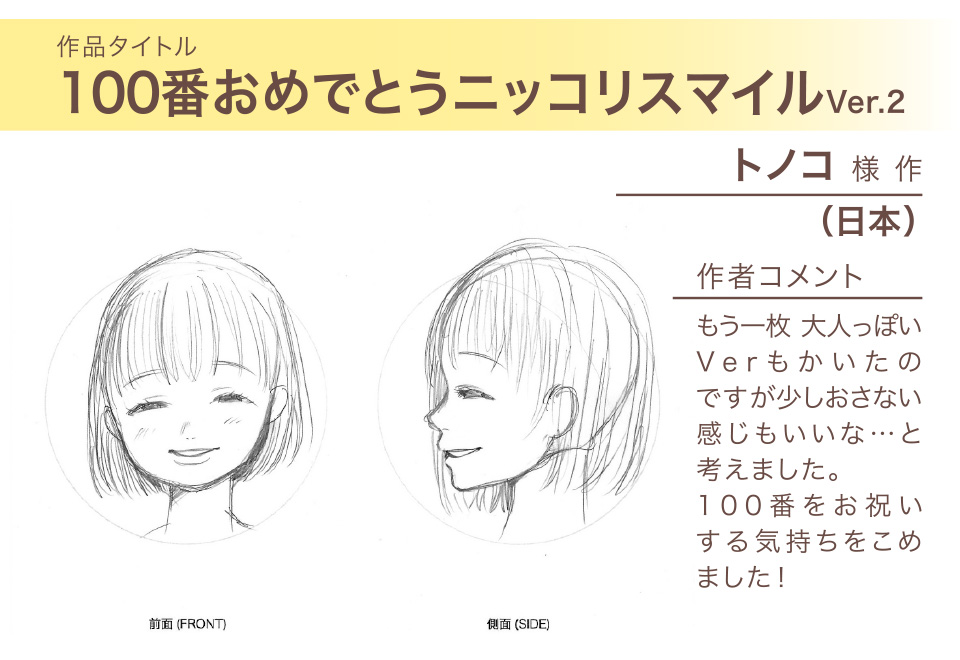 作品タイトル
100番おめでとうニッコリスマイルVer.2
トノコ 様 作
（日本）
作者コメント
もう一枚 大人っぽい
Verもかいたの
ですが少しおさない
感じもいいな…と
考えました。
100番をお祝い
する気持ちをこめ
ました！
前面 (FRONT)
側面 (SIDE)